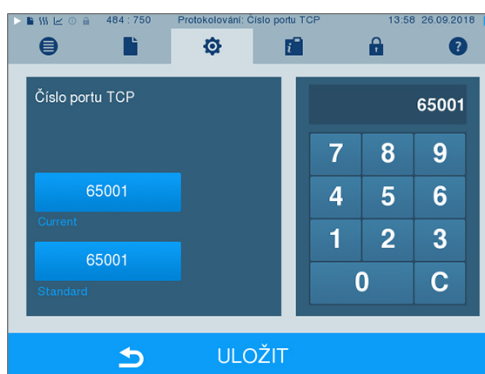 484 : 750 Protokolování: Číslo portu TCP 13:58 26.09.2018
Číslo portu TCP
65001
Current
65001
Standard
65001
7 8 9
4 5 6
1 2 3
0 C
ULOŽIT